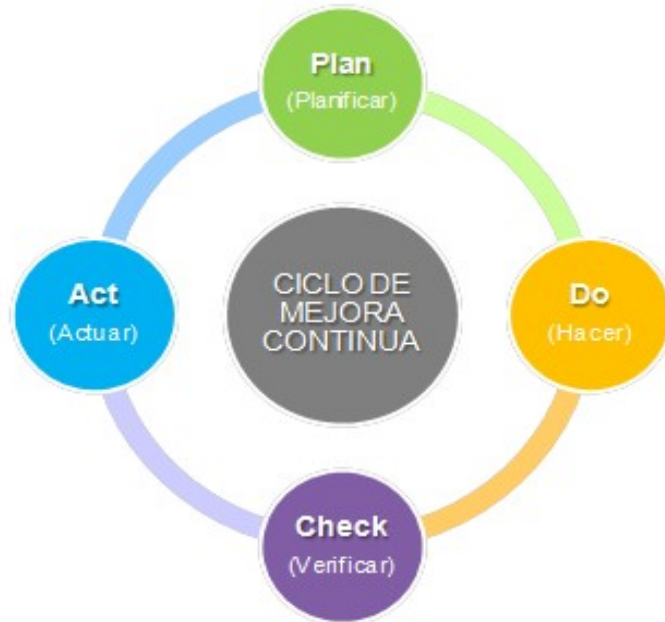 Plan
(Planificar)
Act
(Actuar)
CICLO DE
MEJORA
CONTINUA
Do
(Hacer)
Check
(Verificar)